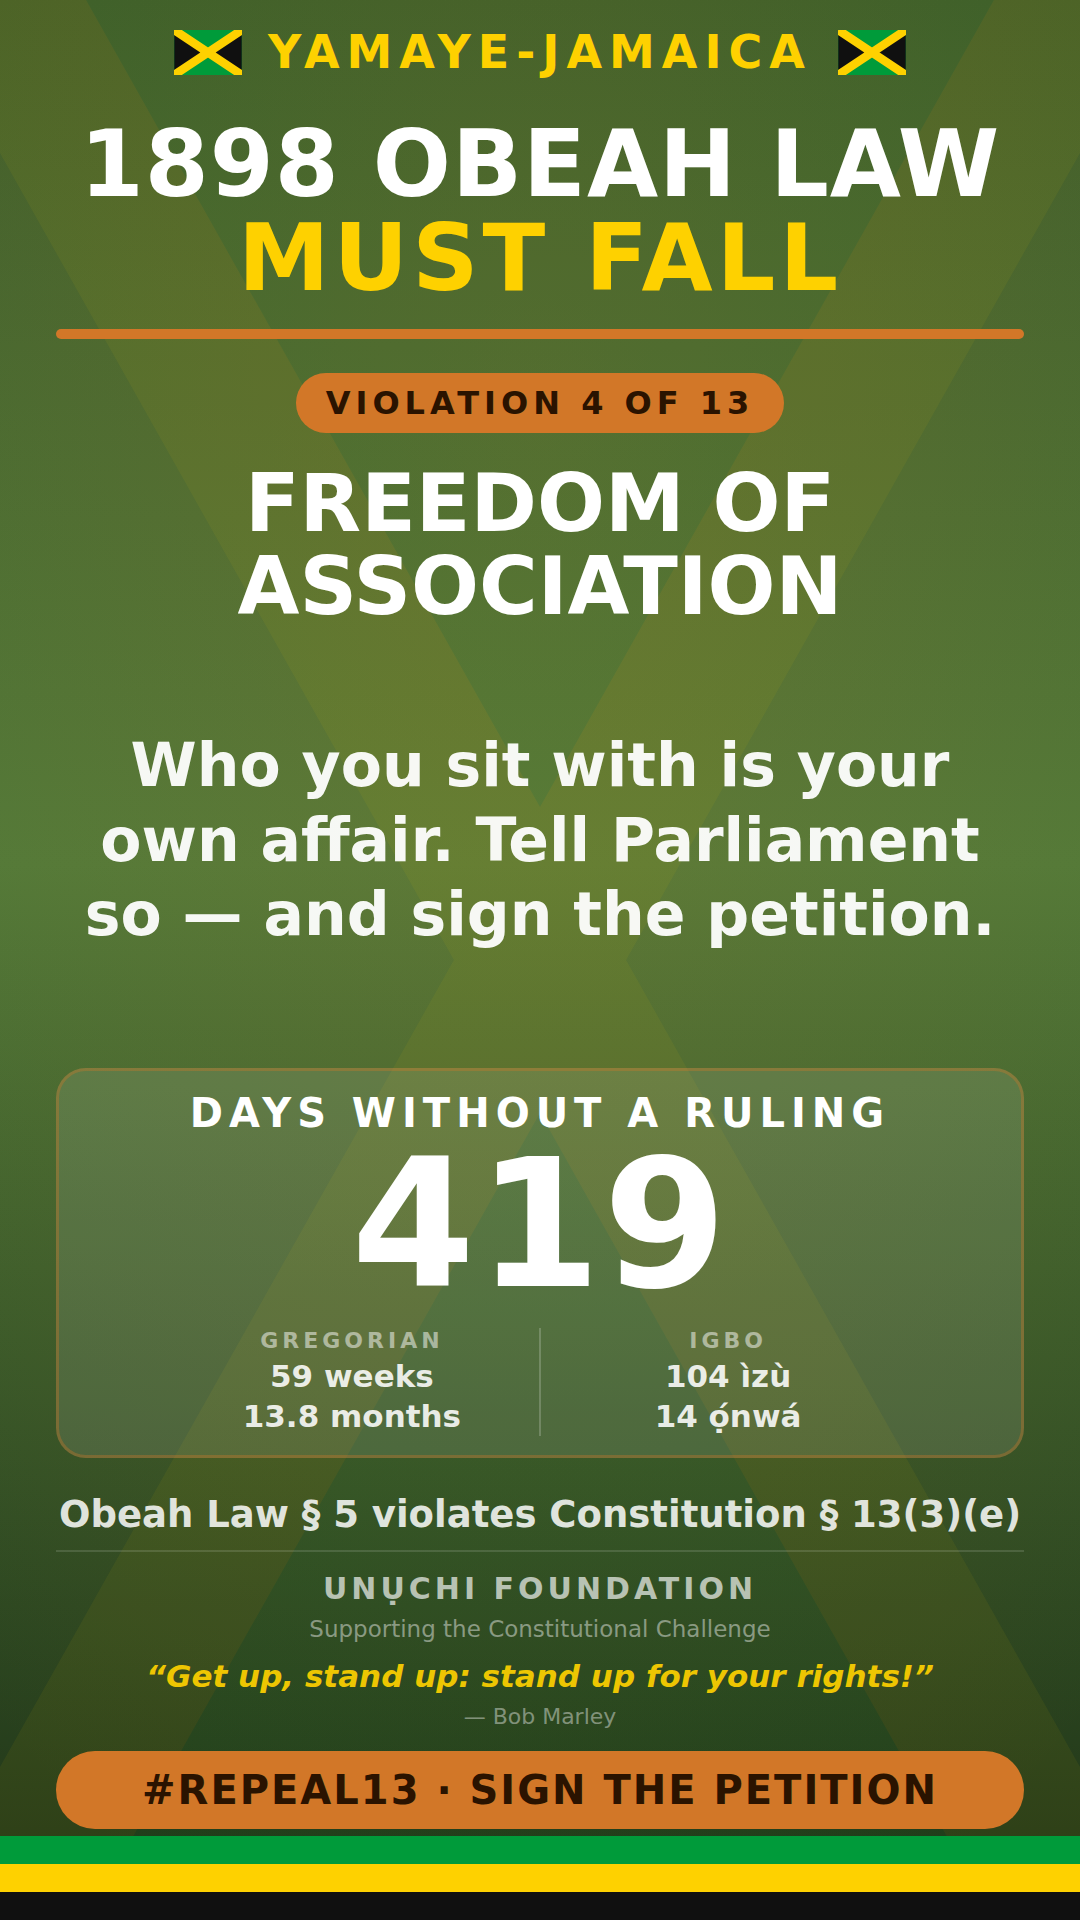 YAMAYE-JAMAICA
1898 OBEAH LAW
MUST FALL
VIOLATION 4 OF 13
FREEDOM OF
ASSOCIATION
Who you sit with is your
own affair. Tell Parliament
so — and sign the petition.
DAYS WITHOUT A RULING
419
GREGORIAN
59 weeks
13.8 months
IGBO
104 ìzù
14 ọ́nwá
Obeah Law § 5 violates Constitution § 13(3)(e)
UNỤCHI FOUNDATION
Supporting the Constitutional Challenge
“Get up, stand up: stand up for your rights!”
— Bob Marley
#REPEAL13 · SIGN THE PETITION